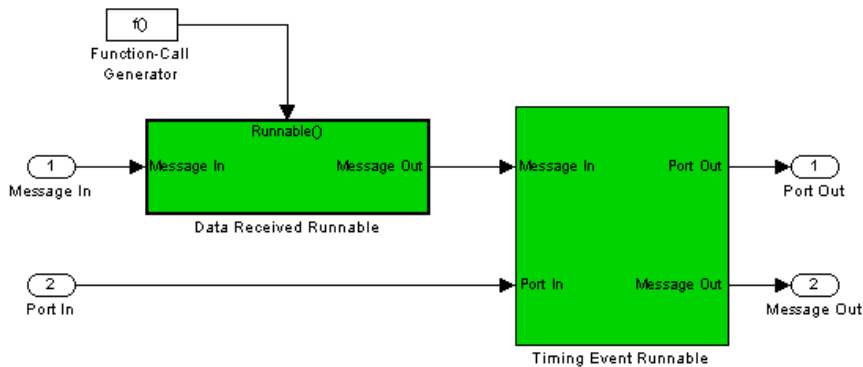 f()
Function-Call
Generator
Runnable()
1
Message In
Message In
Message Out
Data Received Runnable
Message In
Port Out
1
Port Out
2
Port In
Port In
Message Out
2
Message Out
Timing Event Runnable